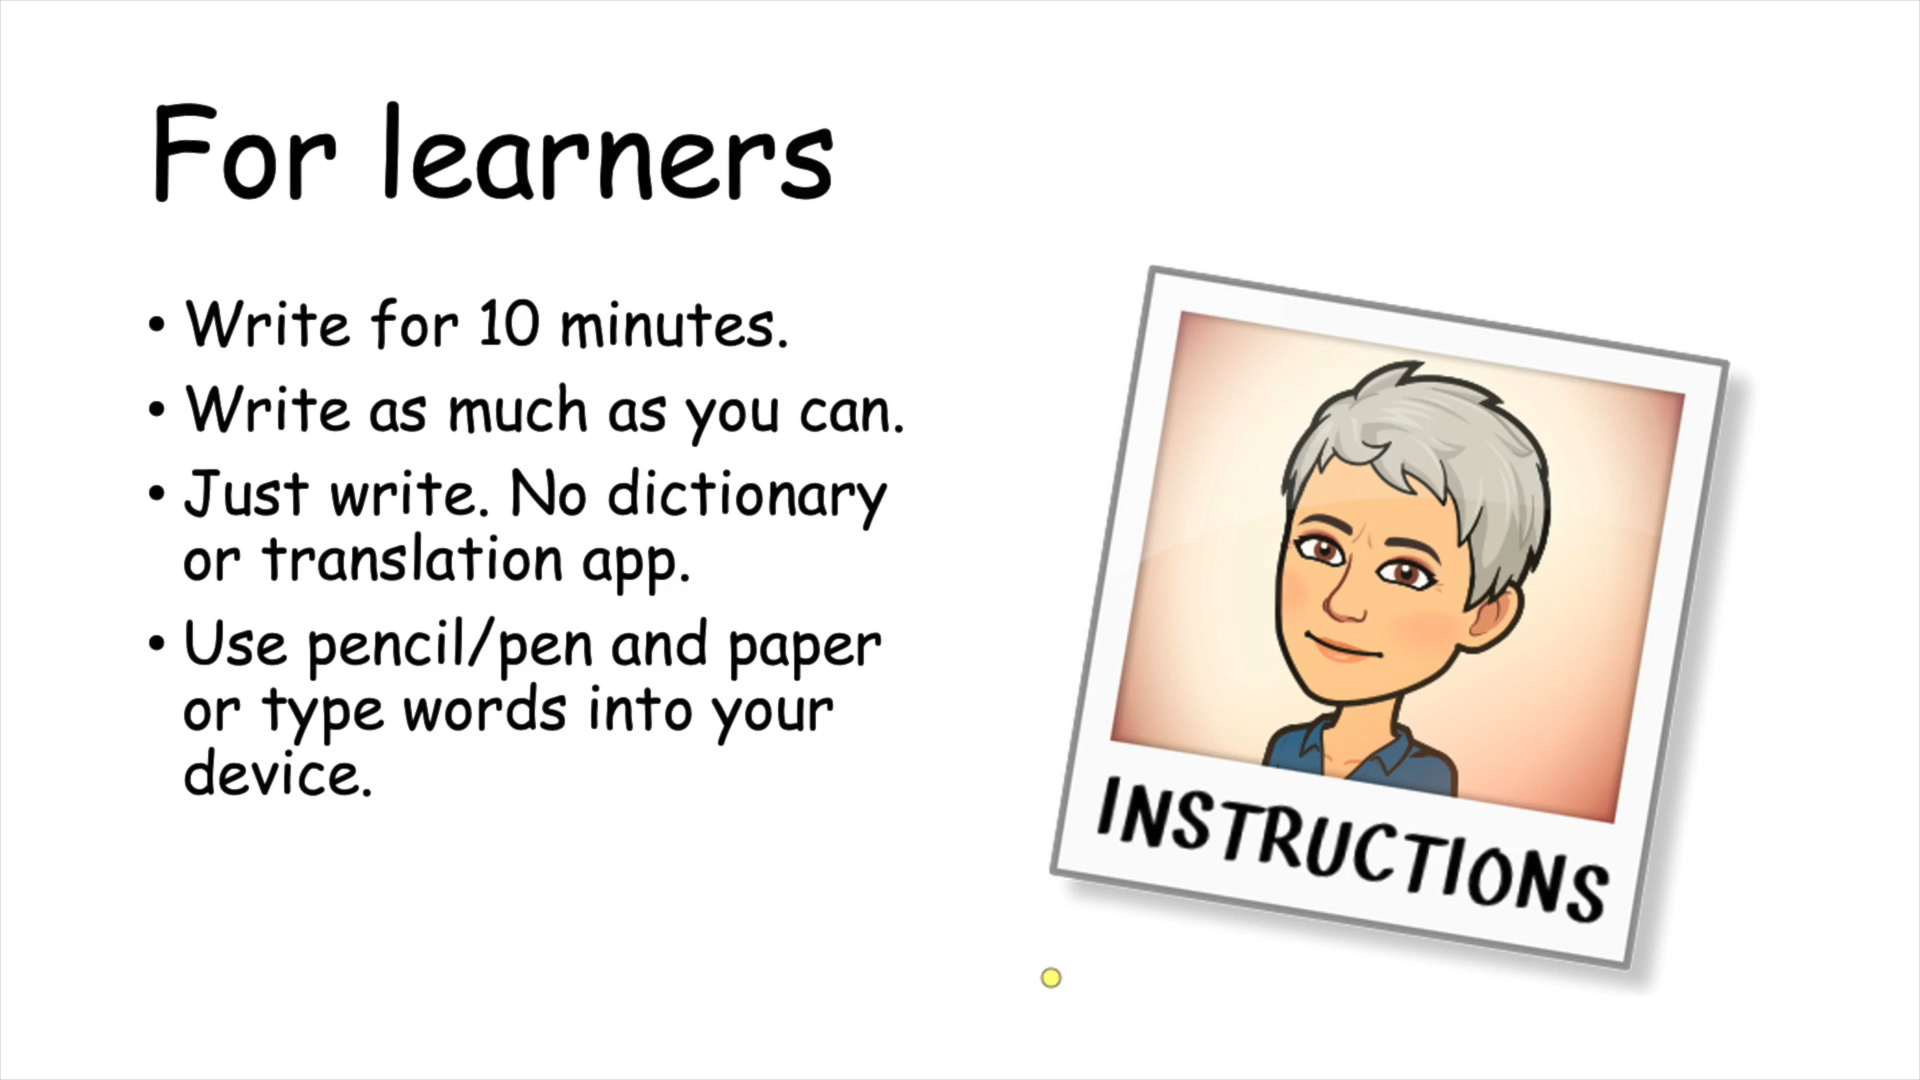 For learners
• Write for 10 minutes.
• Write as much as you can.
• Just write. No dictionary
or translation app.
• Use pencil/pen and paper
or type words into your
device.
INSTRUCTIONS